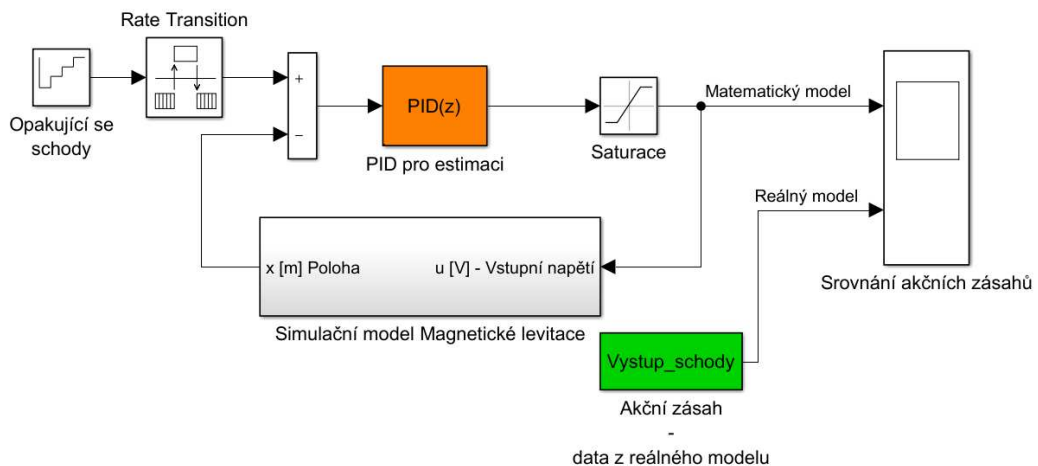 Rate Transition
Opakující se
schody
+
−
PID(z)
PID pro estimaci
Saturace
Matematický model
Reálný model
Srovnání akčních zásahů
x [m] Poloha
u [V] - Vstupní napětí
Simulační model Magnetické levitace
Vystup_schody
Akční zásah
-
data z reálného modelu